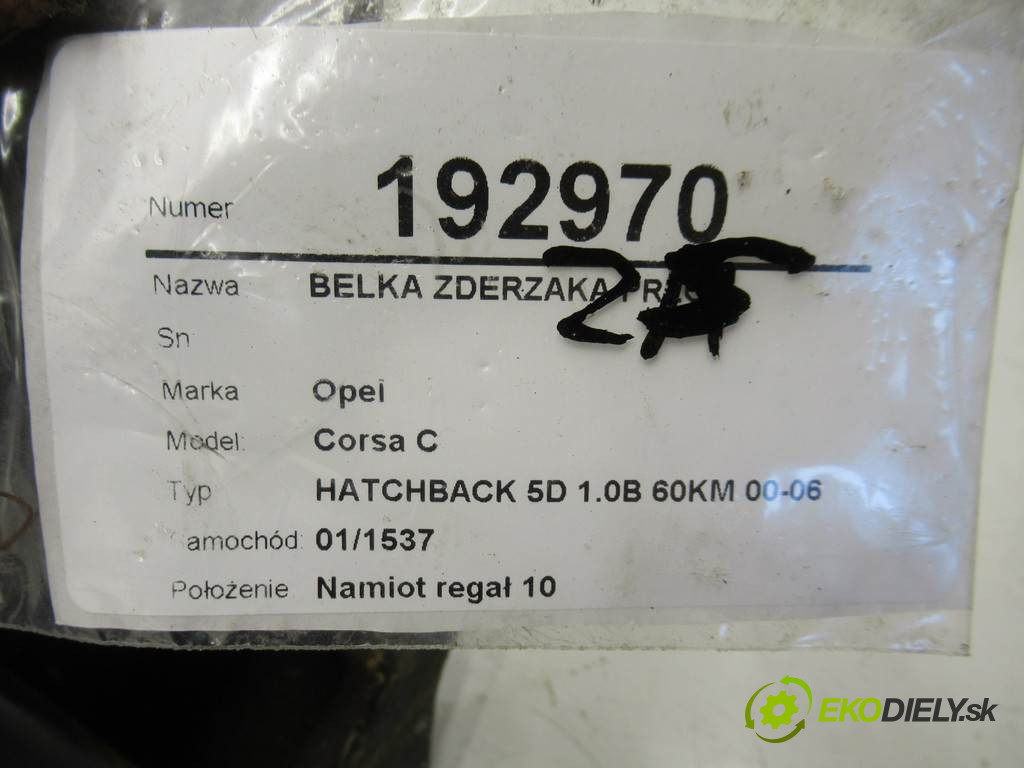 Numer 192970
Nazwa BELKA ZDERZAKA
Sn
Marka Opel
Model: Corsa C
Typ HATCHBACK 5D 1.0B 60KM 00-06
amochód: 01/1537
Położenie Namiot regał 10
EKODIELY.sk